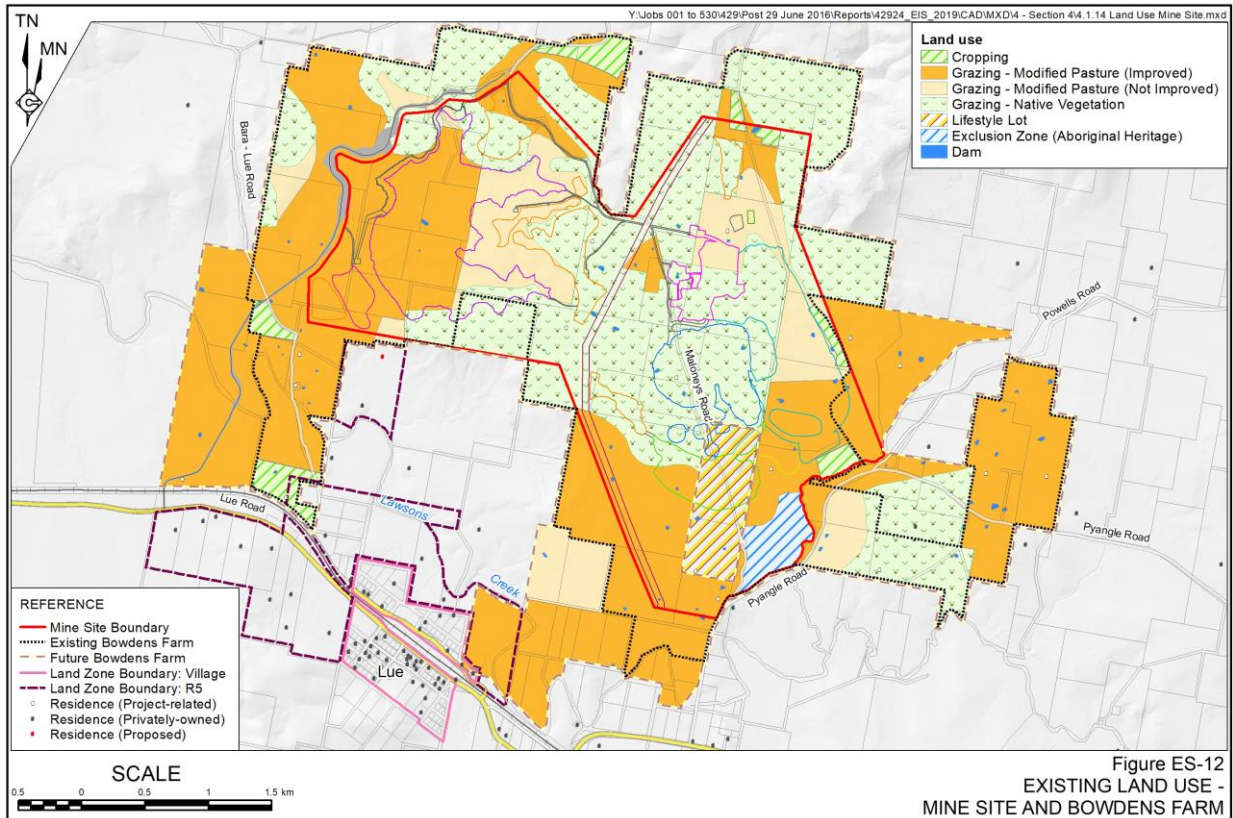 Y:\Jobs 001 to 530\429\Post 29 June 2016\Reports\42924_EIS_2019\CAD\MXD\4 - Section 4\4.1.14 Land Use Mine Site.mxd
TN
MN
Land use
Cropping
Grazing - Modified Pasture (Improved)
Grazing - Modified Pasture (Not Improved)
Grazing - Native Vegetation
Lifestyle Lot
Exclusion Zone (Aboriginal Heritage)
Dam
Bara - Lue Road
Powells Road
Maloneys Road
Lue Road
Lawsons
Creek
Pyangle Road
Pyangle Road
Lue
REFERENCE
Mine Site Boundary
Existing Bowdens Farm
Future Bowdens Farm
Land Zone Boundary: Village
Land Zone Boundary: R5
Residence (Project-related)
Residence (Privately-owned)
Residence (Proposed)
SCALE
0.5 0 0.5 1 1.5 km
Figure ES-12
EXISTING LAND USE -
MINE SITE AND BOWDENS FARM